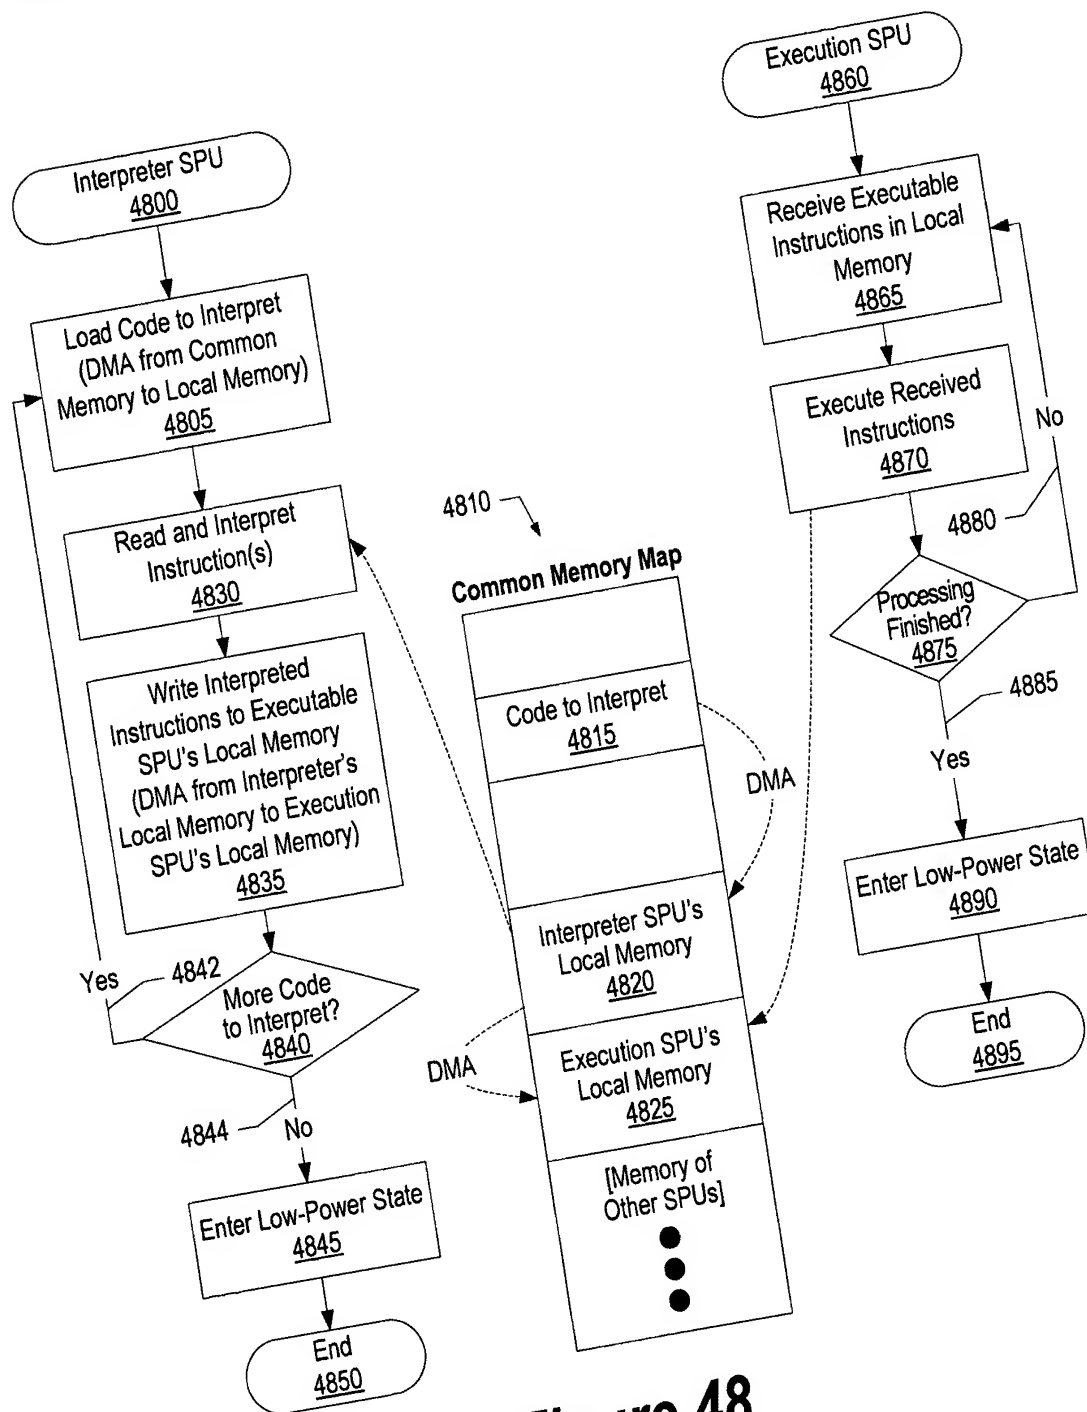 Interpreter SPU
4800
Load Code to Interpret
(DMA from Common
Memory to Local Memory)
4805
Read and Interpret
Instruction(s)
4830
Write Interpreted
Instructions to Executable
SPU's Local Memory
(DMA from Interpreter's
Local Memory to Execution
SPU's Local Memory)
4835
Yes
4842
More Code
to Interpret?
4840
4844
No
Enter Low-Power State
4845
End
4850
4810
Common Memory Map
Code to Interpret
4815
DMA
Interpreter SPU's
Local Memory
4820
DMA
Execution SPU's
Local Memory
4825
[Memory of
Other SPUs]
Execution SPU
4860
Receive Executable
Instructions in Local
Memory
4865
Execute Received
Instructions
4870
No
4880
Processing
Finished?
4875
4885
Yes
Enter Low-Power State
4890
End
4895
Figure 48